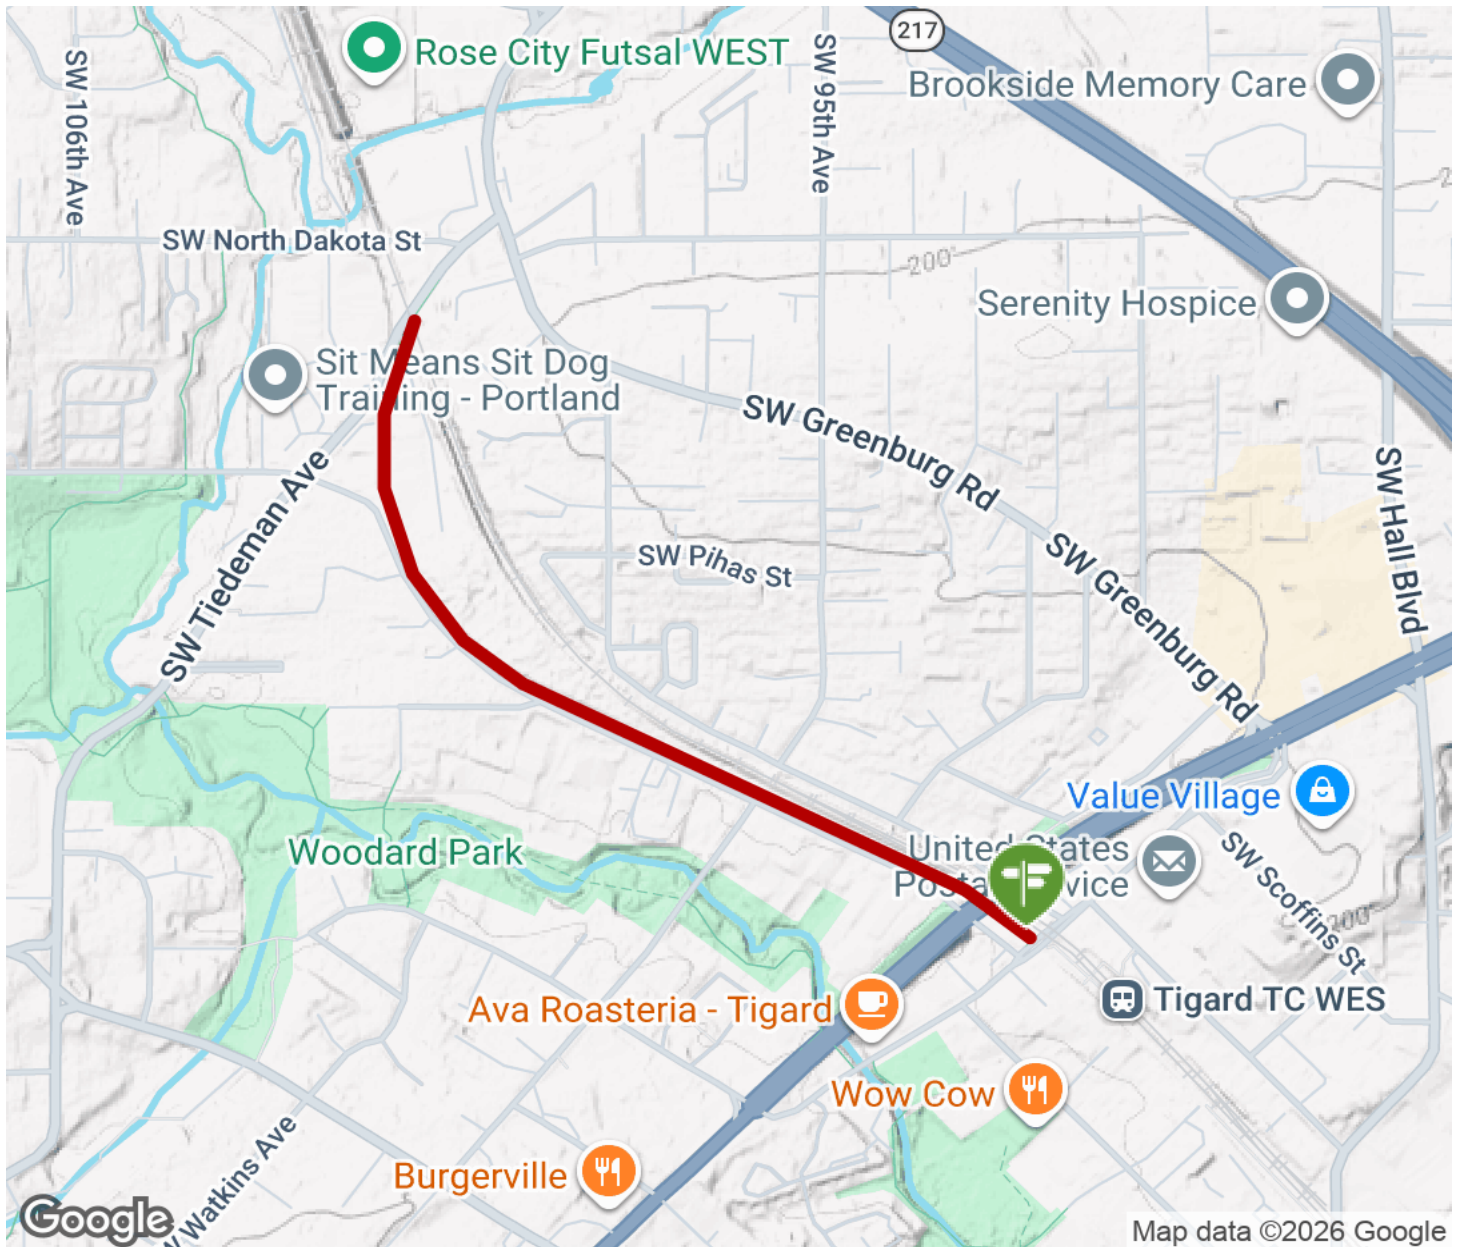 217
Rose City Futsal WEST
SW 106th Ave
SW 95th Ave
Brookside Memory Care
SW North Dakota St
200'
Serenity Hospice
Sit Means Sit Dog
Training - Portland
SW Greenburg Rd
SW Hall Blvd
SW Tiedeman Ave
SW Pihas St
SW Greenburg Rd
Value Village
United States
Postal Service
Woodard Park
SW Scoffins St
200'
Ava Roasteria - Tigard
Tigard TC WES
Wow Cow
Burgerville
W Watkins Ave
Google
Map data ©2026 Google